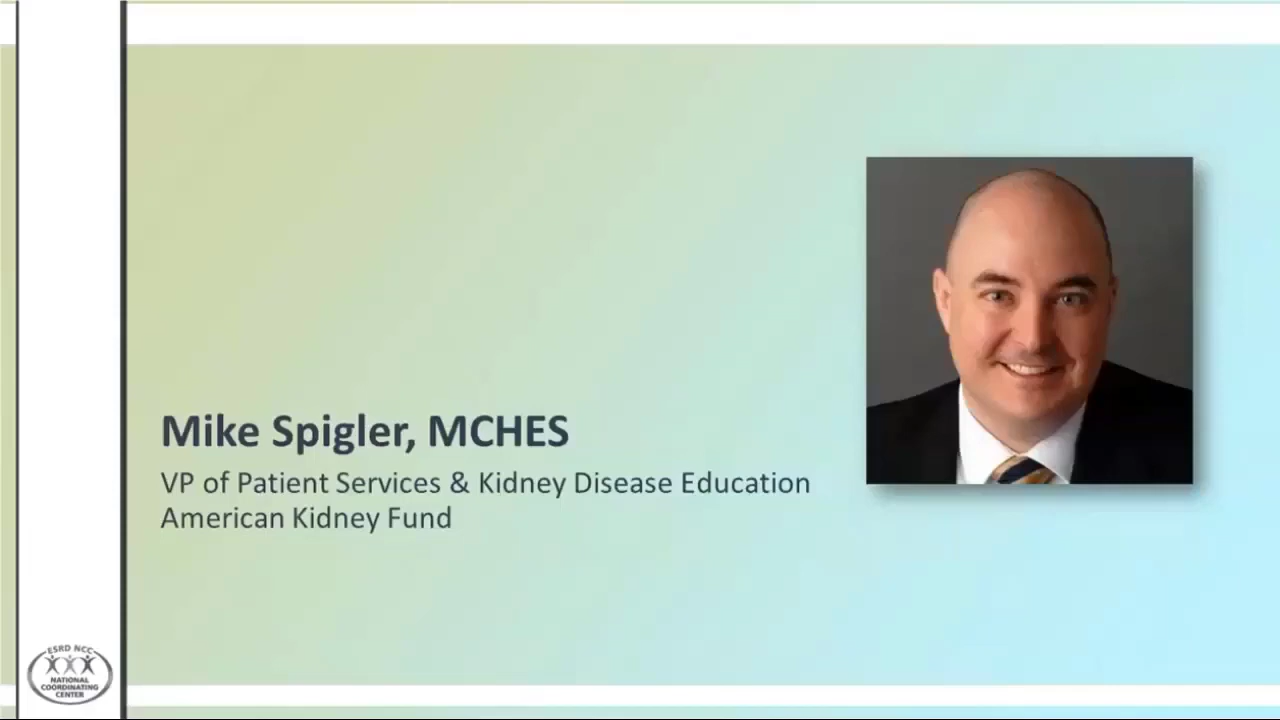 Mike Spigler, MCHES
VP of Patient Services & Kidney Disease Education
American Kidney Fund
ESRD NCC
NATIONAL
COORDINATING
CENTER